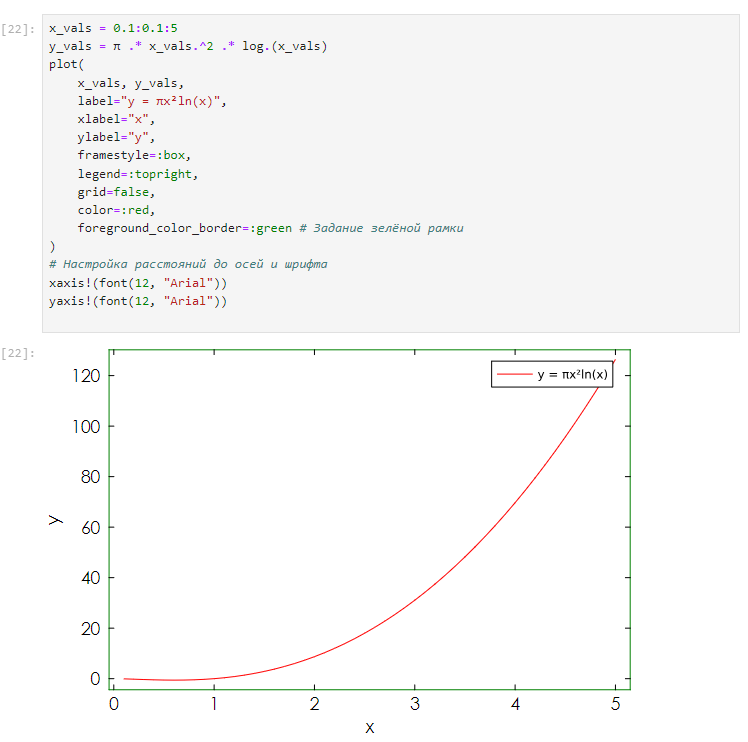 [22]:
x_vals = 0.1:0.1:5
y_vals = π .* x_vals.^2 .* log.(x_vals)
plot(
    x_vals, y_vals,
    label="y = πx²ln(x)",
    xlabel="x",
    ylabel="y",
    framestyle=:box,
    legend=:topright,
    grid=false,
    color=:red,
    foreground_color_border=:green # Задание зелёной рамки
)
# Настройка расстояний до осей и шрифта
xaxis!(font(12, "Arial"))
yaxis!(font(12, "Arial"))
[22]:
y = πx²ln(x)
120
100
80
60
40
20
0
y
0 1 2 3 4 5
x